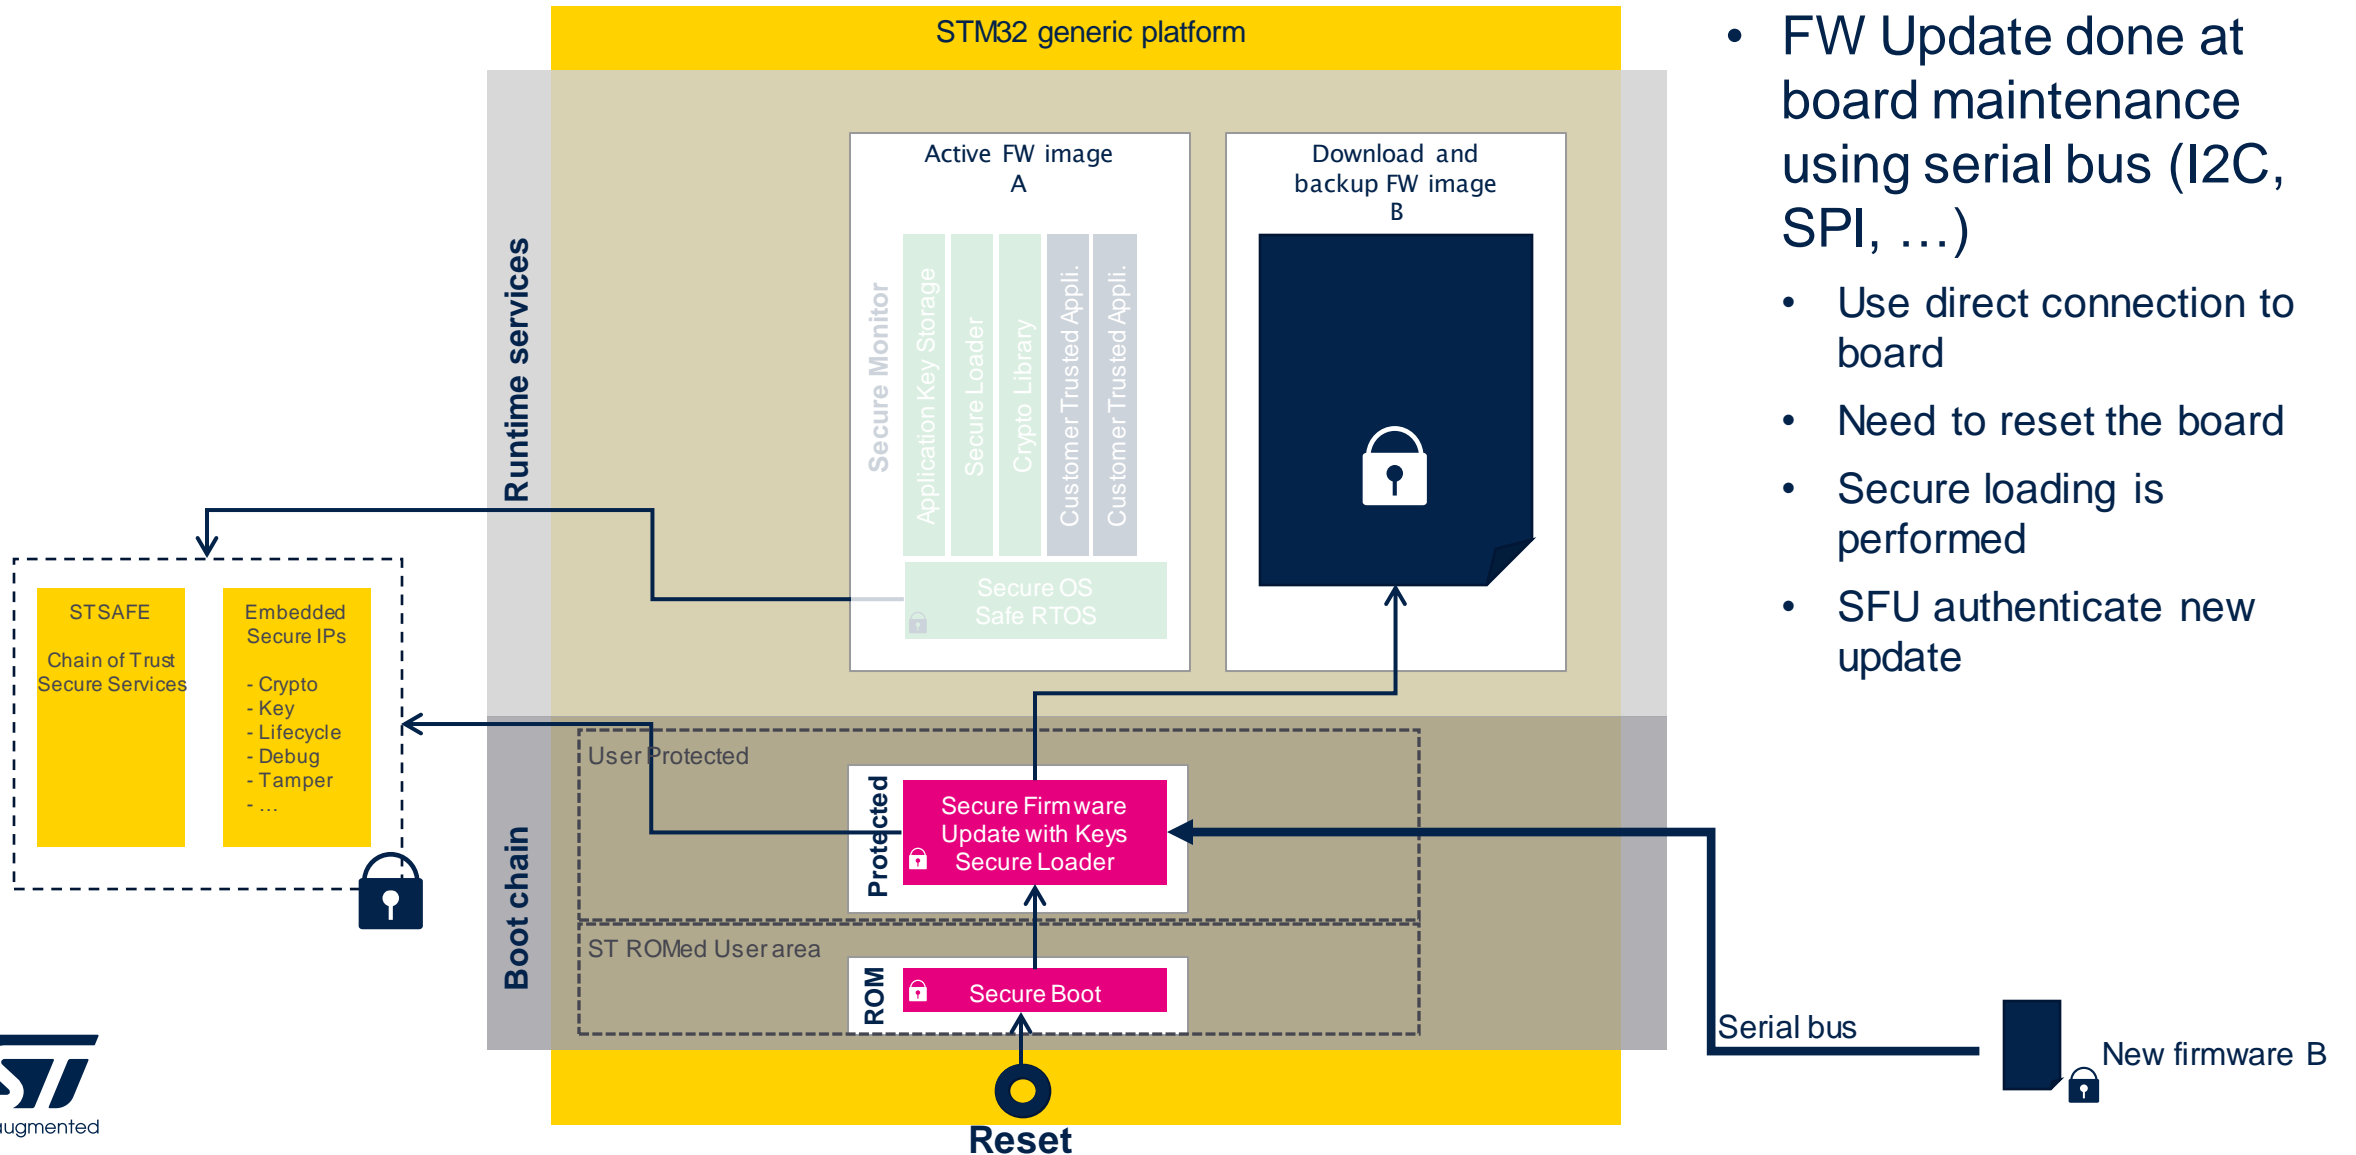 STM32 generic platform
Runtime services
Active FW image
A
Secure Monitor
Application Key Storage
Secure Loader
Crypto Library
Customer Trusted Appli.
Customer Trusted Appli.
Secure OS
Safe RTOS
Download and
backup FW image
B
STSAFE
Chain of Trust
Secure Services
Embedded
Secure IPs
- Crypto
- Key
- Lifecycle
- Debug
- Tamper
- …
Boot chain
User Protected
Protected
Secure Firmware
Update with Keys
Secure Loader
ST ROMed User area
ROM
Secure Boot
Reset
Serial bus
New firmware B
• FW Update done at
board maintenance
using serial bus (I2C,
SPI, …)
• Use direct connection to
board
• Need to reset the board
• Secure loading is
performed
• SFU authenticate new
update
ST
augmented